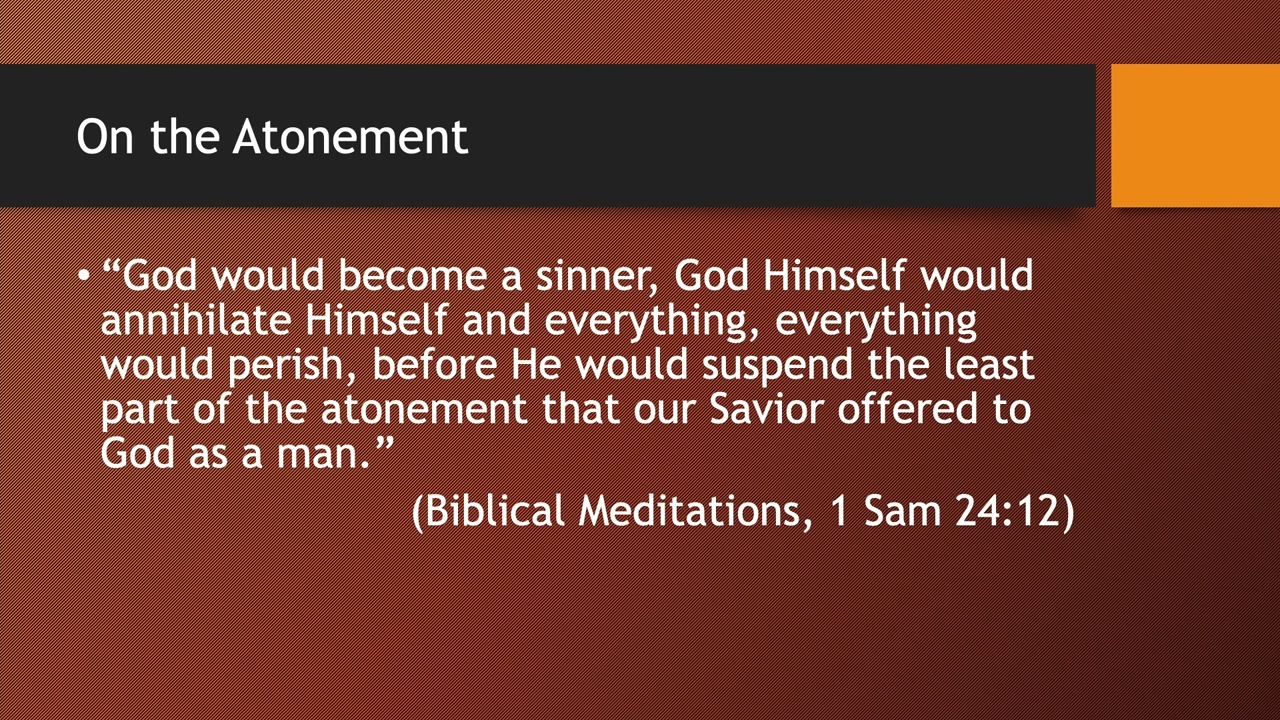 On the Atonement
• “God would become a sinner, God Himself would
annihilate Himself and everything, everything
would perish, before He would suspend the least
part of the atonement that our Savior offered to
God as a man.”
(Biblical Meditations, 1 Sam 24:12)